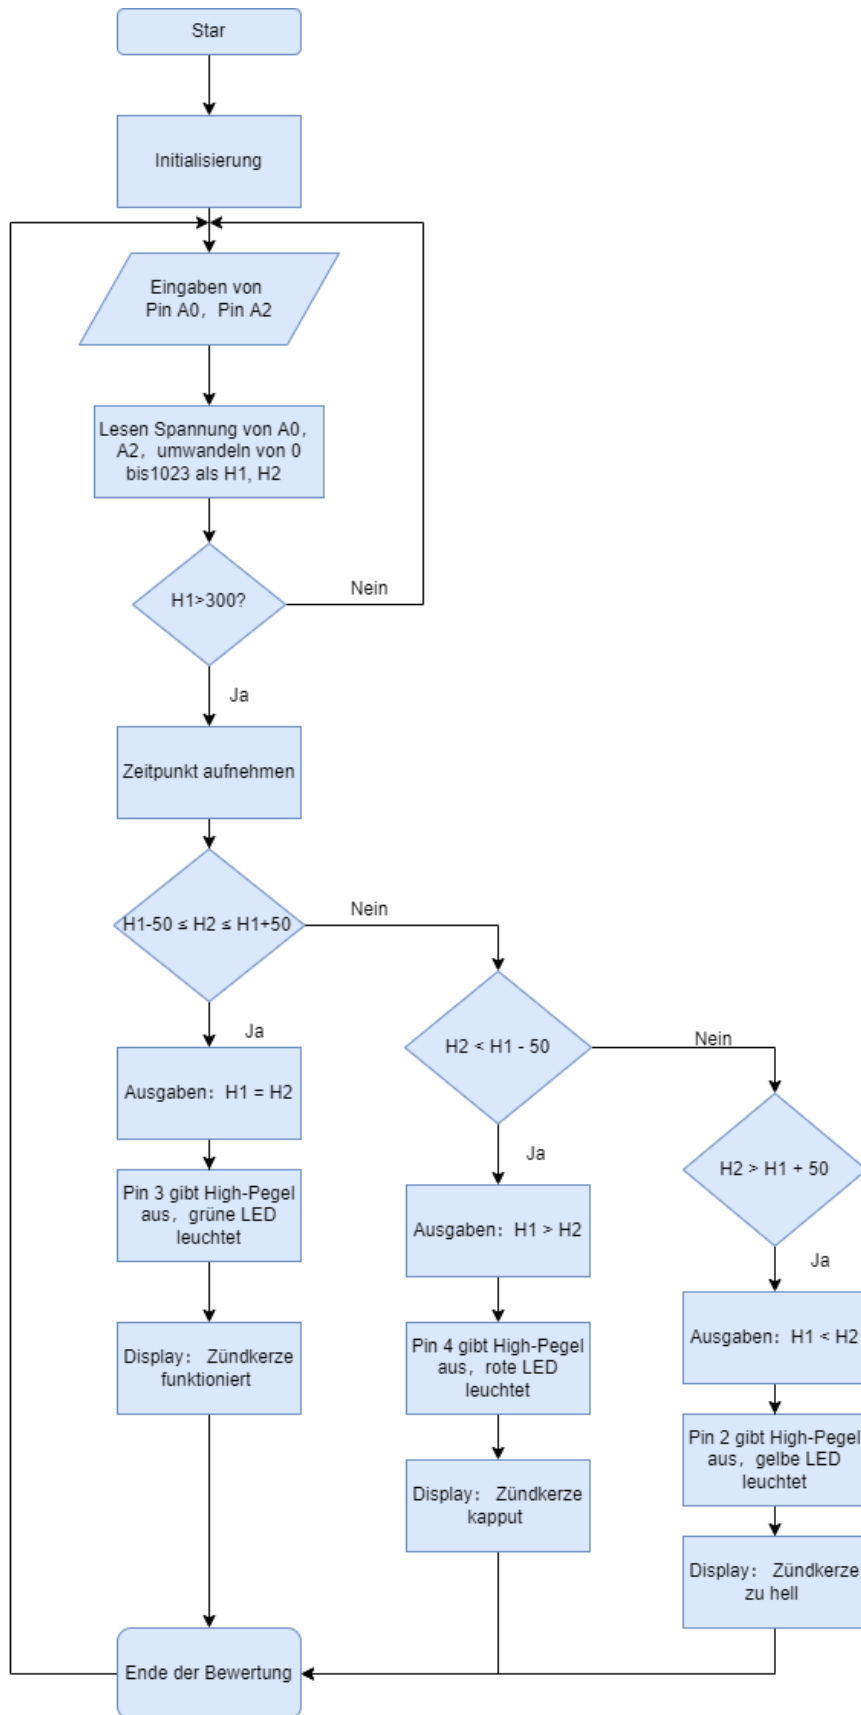 Star
Initialisierung
Eingaben von
Pin A0，Pin A2
Lesen Spannung von A0，
A2，umwandeln von 0
bis1023 als H1, H2
H1>300?
Nein
Ja
Zeitpunkt aufnehmen
H1-50 ≤ H2 ≤ H1+50
Nein
Ja
H2 < H1 - 50
Nein
Ja
H2 > H1 + 50
Ja
Ausgaben：H1 = H2
Pin 3 gibt High-Pegel
aus，grüne LED
leuchtet
Display： Zündkerze
funktioniert
Ausgaben：H1 > H2
Pin 4 gibt High-Pegel
aus，rote LED
leuchtet
Display： Zündkerze
kapput
Ausgaben：H1 < H2
Pin 2 gibt High-Pegel
aus，gelbe LED
leuchtet
Display： Zündkerze
zu hell
Ende der Bewertung